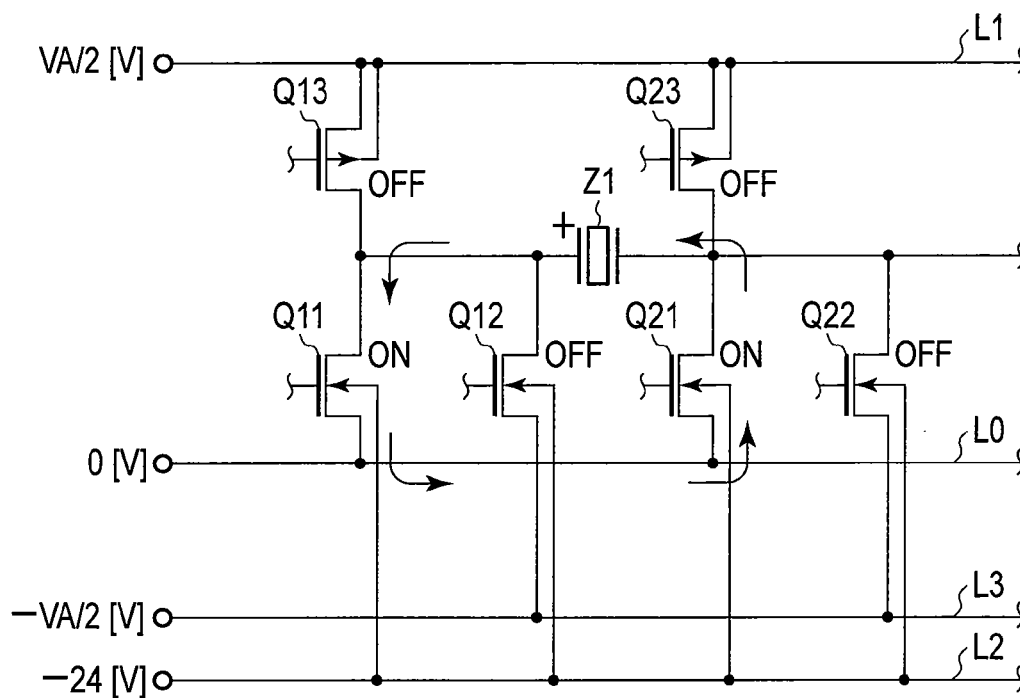 VA/2 [V]
L1
Q13
Q23
OFF
Z1
OFF
+
Q11
Q12
Q21
Q22
ON
OFF
ON
OFF
0 [V]
L0
−VA/2 [V]
L3
−24 [V]
L2